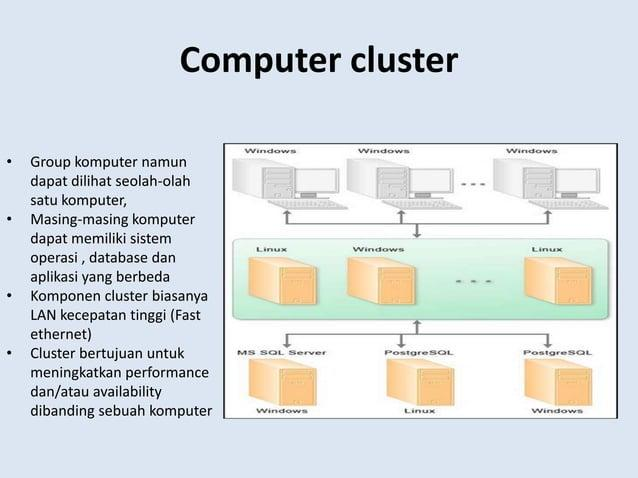 Computer cluster
• Group komputer namun
dapat dilihat seolah-olah
satu komputer,
• Masing-masing komputer
dapat memiliki sistem
operasi , database dan
aplikasi yang berbeda
• Komponen cluster biasanya
LAN kecepatan tinggi (Fast
ethernet)
• Cluster bertujuan untuk
meningkatkan performance
dan/atau availability
dibanding sebuah komputer
Windows Windows Windows
Linux Windows Linux
MS SQL Server PostgreSQL PostgreSQL
Windows Linux Windows